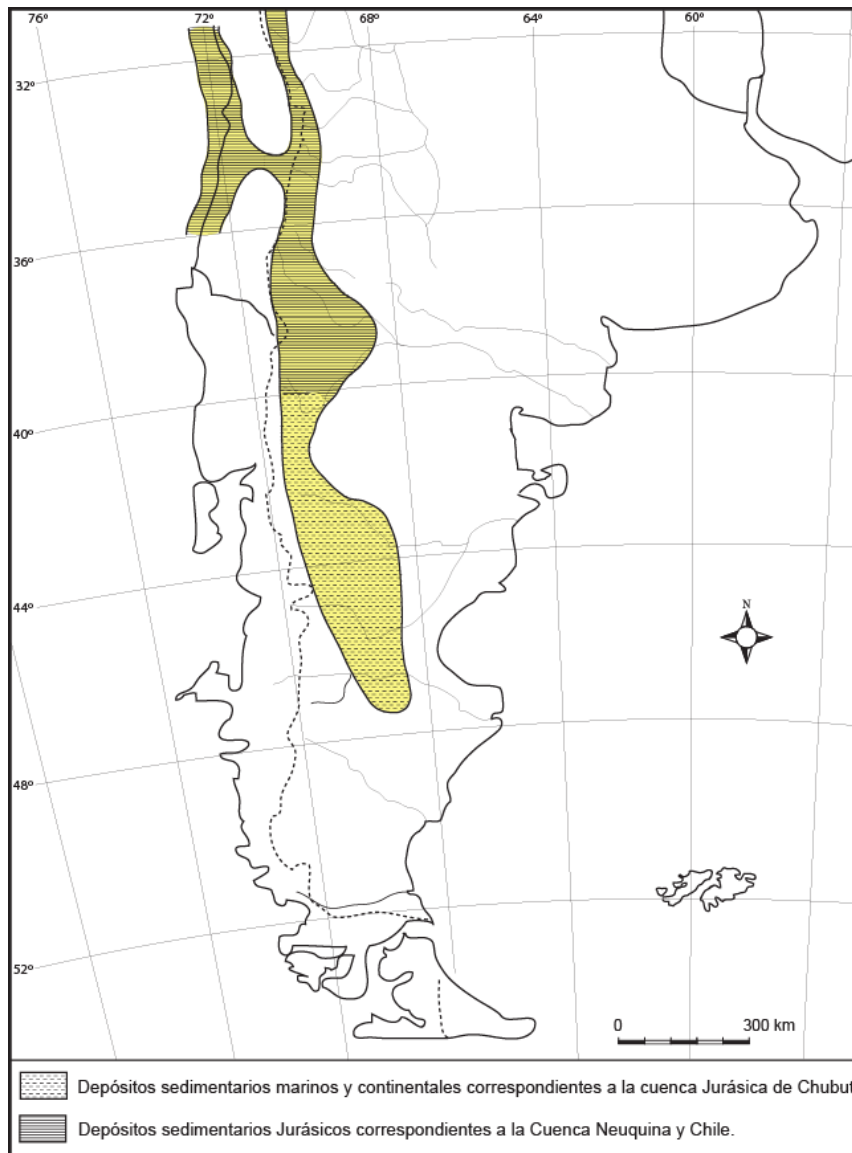 76º
72º
68º
64º
60º
32º
36º
40º
44º
48º
52º
N
0 300 km
Depósitos sedimentarios marinos y continentales correspondientes a la cuenca Jurásica de Chubut
Depósitos sedimentarios Jurásicos correspondientes a la Cuenca Neuquina y Chile.